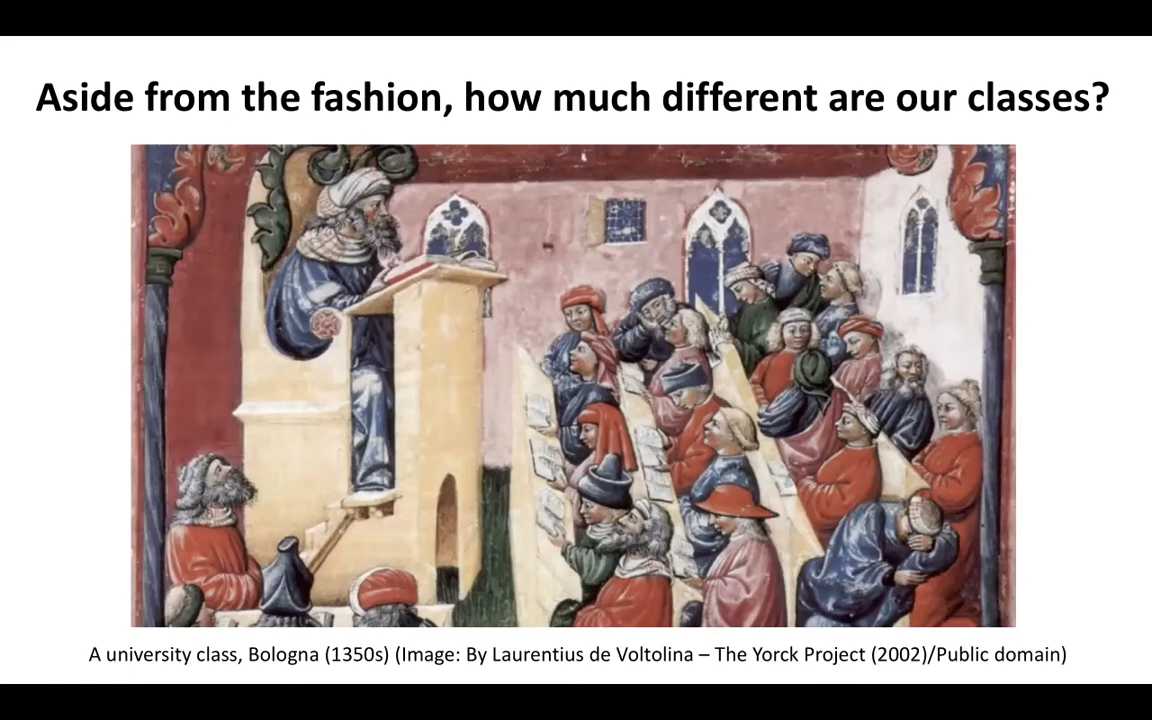 Aside from the fashion, how much different are our classes?
A university class, Bologna (1350s) (Image: By Laurentius de Voltolina – The Yorck Project (2002)/Public domain)